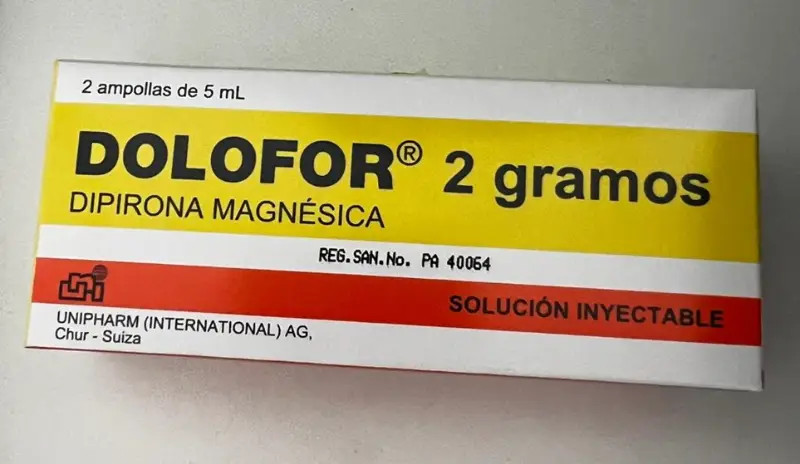 2 ampollas de 5 mL
DOLOFOR® 2 gramos
DIPIRONA MAGNÉSICA
REG.SAN.No. PA 40064
SOLUCIÓN INYECTABLE
UNIPHARM (INTERNATIONAL) AG,
Chur - Suiza